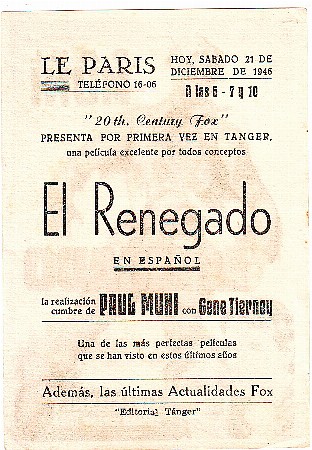 LE PARIS
TELÉFONO 16-06
HOY, SABADO 21 DE
DICIEMBRE DE 1946
A las 5 - 7 y 10
"20th. Century Fox"
PRESENTA POR PRIMERA VEZ EN TANGER,
una película excelente por todos conceptos
El Renegado
EN ESPAÑOL
la realización
cumbre de PAUL MUNI con Gene Tierney
Una de las más perfectas películas
que se han visto en estos últimos años
Además, las últimas Actualidades Fox
"Editorial Tánger"